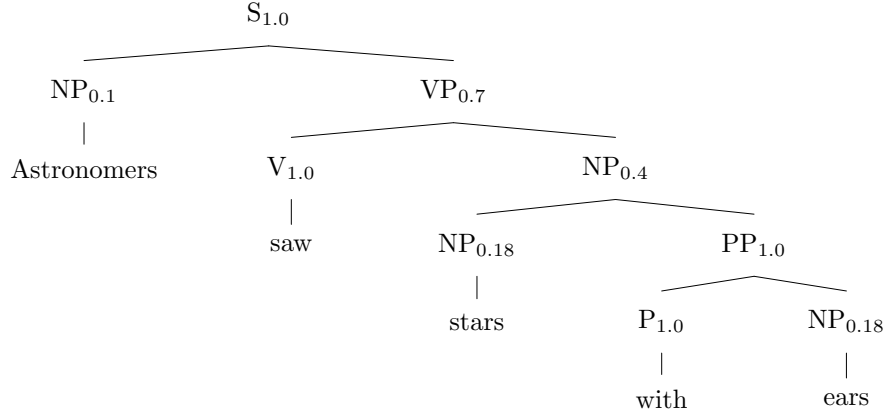 S1.0
NP0.1 VP0.7
Astronomers V1.0 NP0.4
saw NP0.18 PP1.0
stars P1.0 NP0.18
with ears